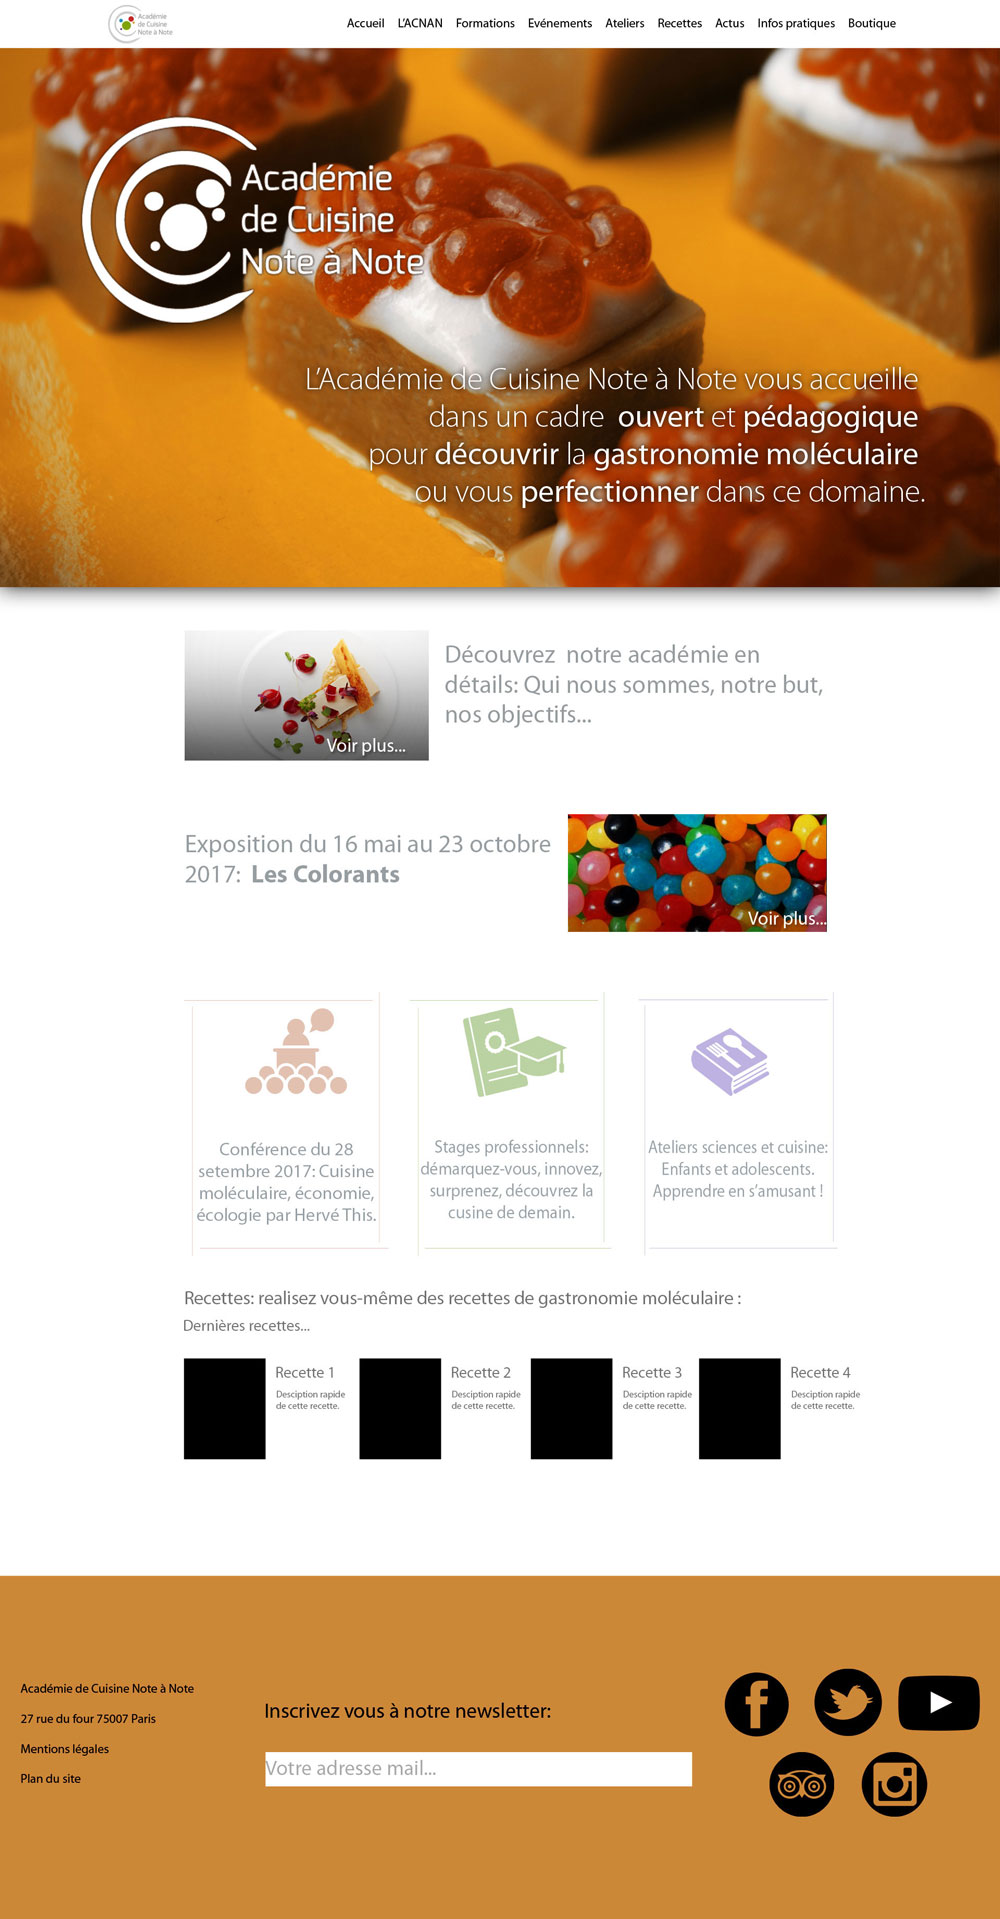 Académie
de Cuisine
Note à Note
Accueil L'ACNAN Formations Evénements Ateliers Recettes Actus Infos pratiques Boutique
Académie
de Cuisine
Note à Note
L'Académie de Cuisine Note à Note vous accueille
dans un cadre ouvert et pédagogique
pour découvrir la gastronomie moléculaire
ou vous perfectionner dans ce domaine.
Voir plus...
Découvrez notre académie en
détails: Qui nous sommes, notre but,
nos objectifs...
Exposition du 16 mai au 23 octobre
2017: Les Colorants
Voir plus...
Conférence du 28
setembre 2017: Cuisine
moléculaire, économie,
écologie par Hervé This.
Stages professionnels:
démarquez-vous, innovez,
surprenez, découvrez la
cusine de demain.
Ateliers sciences et cuisine:
Enfants et adolescents.
Apprendre en s'amusant !
Recettes: realisez vous-même des recettes de gastronomie moléculaire :
Dernières recettes...
Recette 1
Desciption rapide
de cette recette.
Recette 2
Desciption rapide
de cette recette.
Recette 3
Desciption rapide
de cette recette.
Recette 4
Desciption rapide
de cette recette.
Académie de Cuisine Note à Note
27 rue du four 75007 Paris
Mentions légales
Plan du site
Inscrivez vous à notre newsletter:
Votre adresse mail...